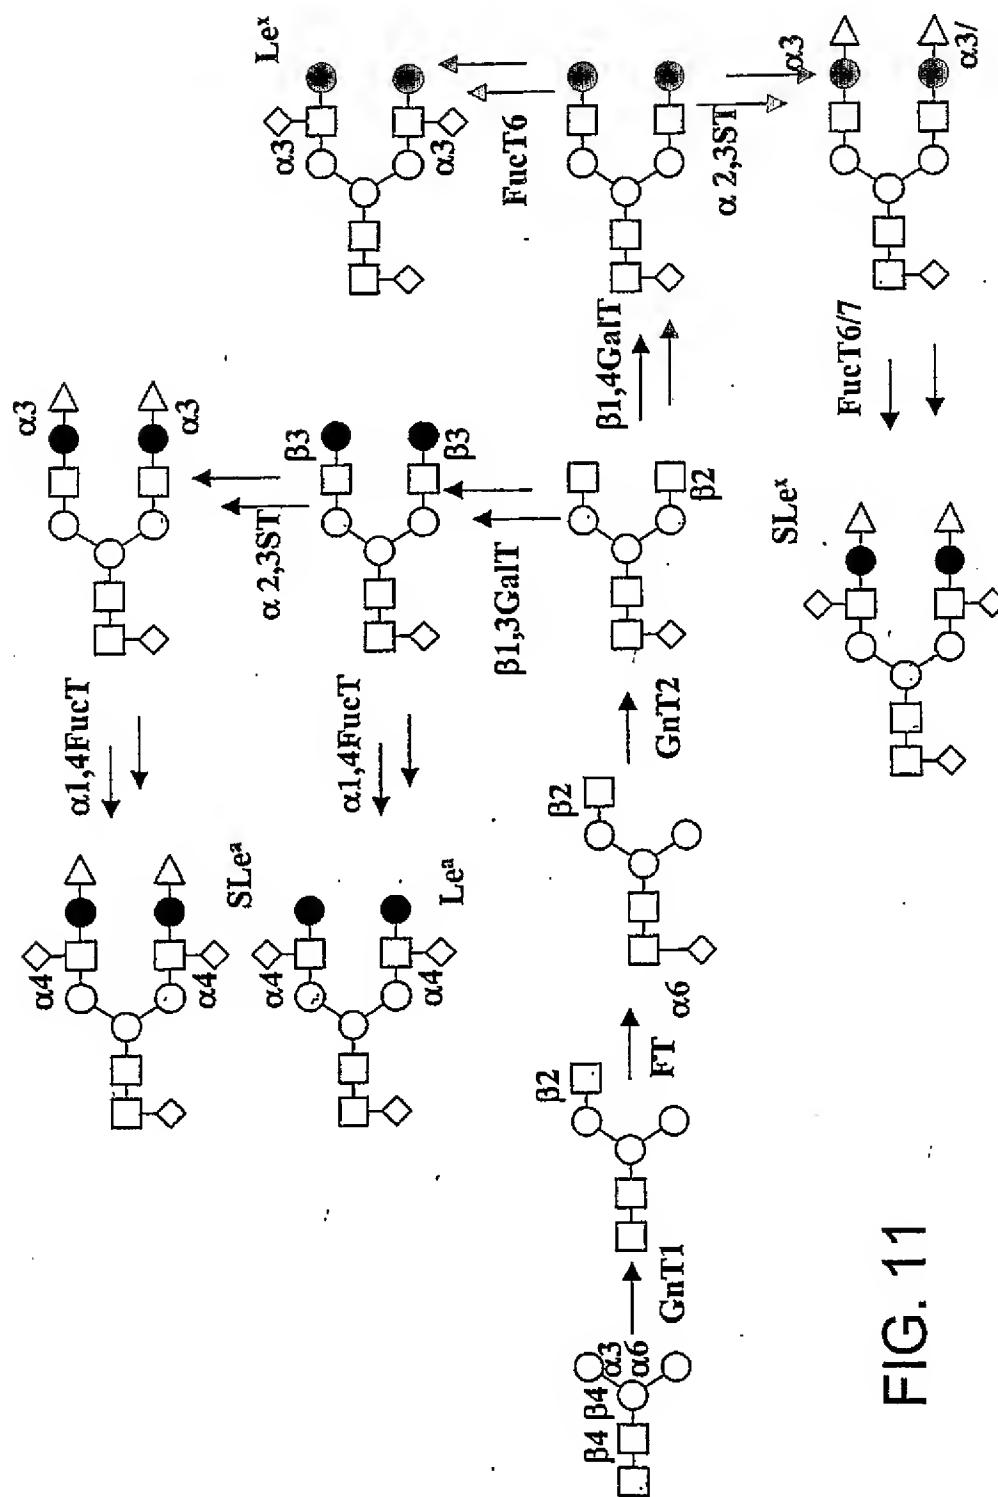 α4
α4
SLeᵃ
α1,4FucT
α3
α3
α 2,3ST
α4
α4
Leᵃ
α1,4FucT
β3
β3
β1,3GalT
Leˣ
α3
α3
FucT6
β4 β4
α3
α6
GnT1
β2
FT
α6
β2
GnT2
β2
β1,4GalT
α 2,3ST
α3
α3/
FucT6/7
SLeˣ
FIG. 11